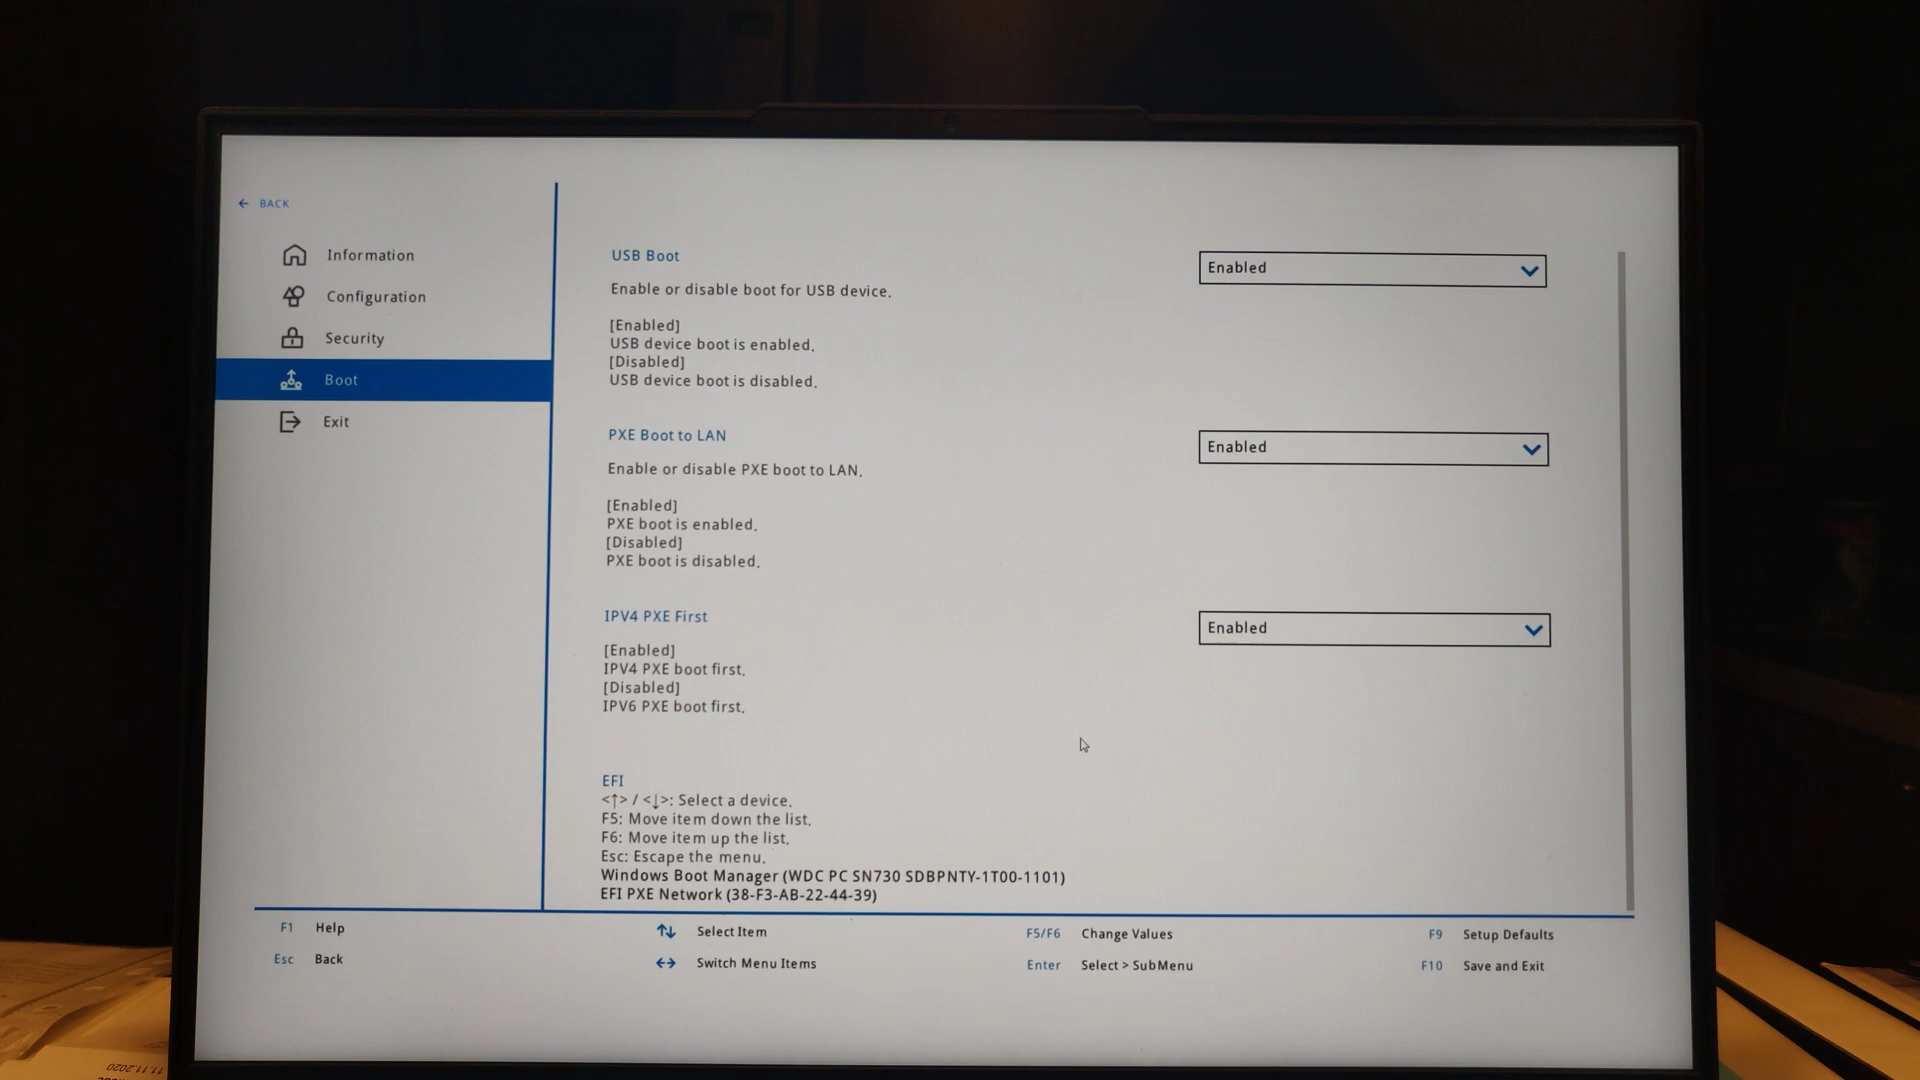 ← BACK
Information
Configuration
Security
Boot
Exit
USB Boot
Enabled
Enable or disable boot for USB device.
[Enabled]
USB device boot is enabled.
[Disabled]
USB device boot is disabled.
PXE Boot to LAN
Enabled
Enable or disable PXE boot to LAN.
[Enabled]
PXE boot is enabled.
[Disabled]
PXE boot is disabled.
IPV4 PXE First
Enabled
[Enabled]
IPV4 PXE boot first.
[Disabled]
IPV6 PXE boot first.
EFI
<↑> / <↓>: Select a device.
F5: Move item down the list.
F6: Move item up the list.
Esc: Escape the menu.
Windows Boot Manager (WDC PC SN730 SDBPNTY-1T00-1101)
EFI PXE Network (38-F3-AB-22-44-39)
F1 Help
↑↓ Select Item
F5/F6 Change Values
F9 Setup Defaults
Esc Back
↔ Switch Menu Items
Enter Select > SubMenu
F10 Save and Exit
11.11.2020